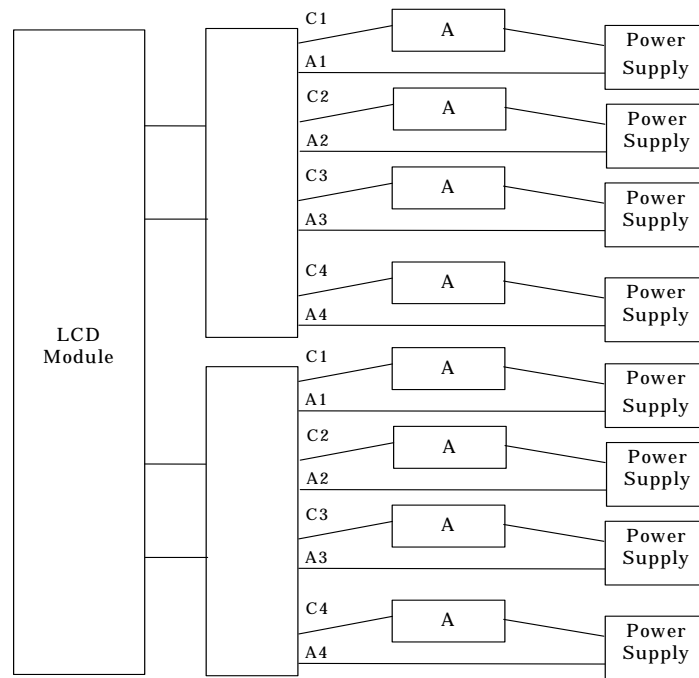 C1
A
Power
Supply
A1
C2
A
Power
Supply
A2
C3
A
Power
Supply
A3
C4
A
Power
Supply
A4
LCD
Module
C1
A
Power
Supply
A1
C2
A
Power
Supply
A2
C3
A
Power
Supply
A3
C4
A
Power
Supply
A4